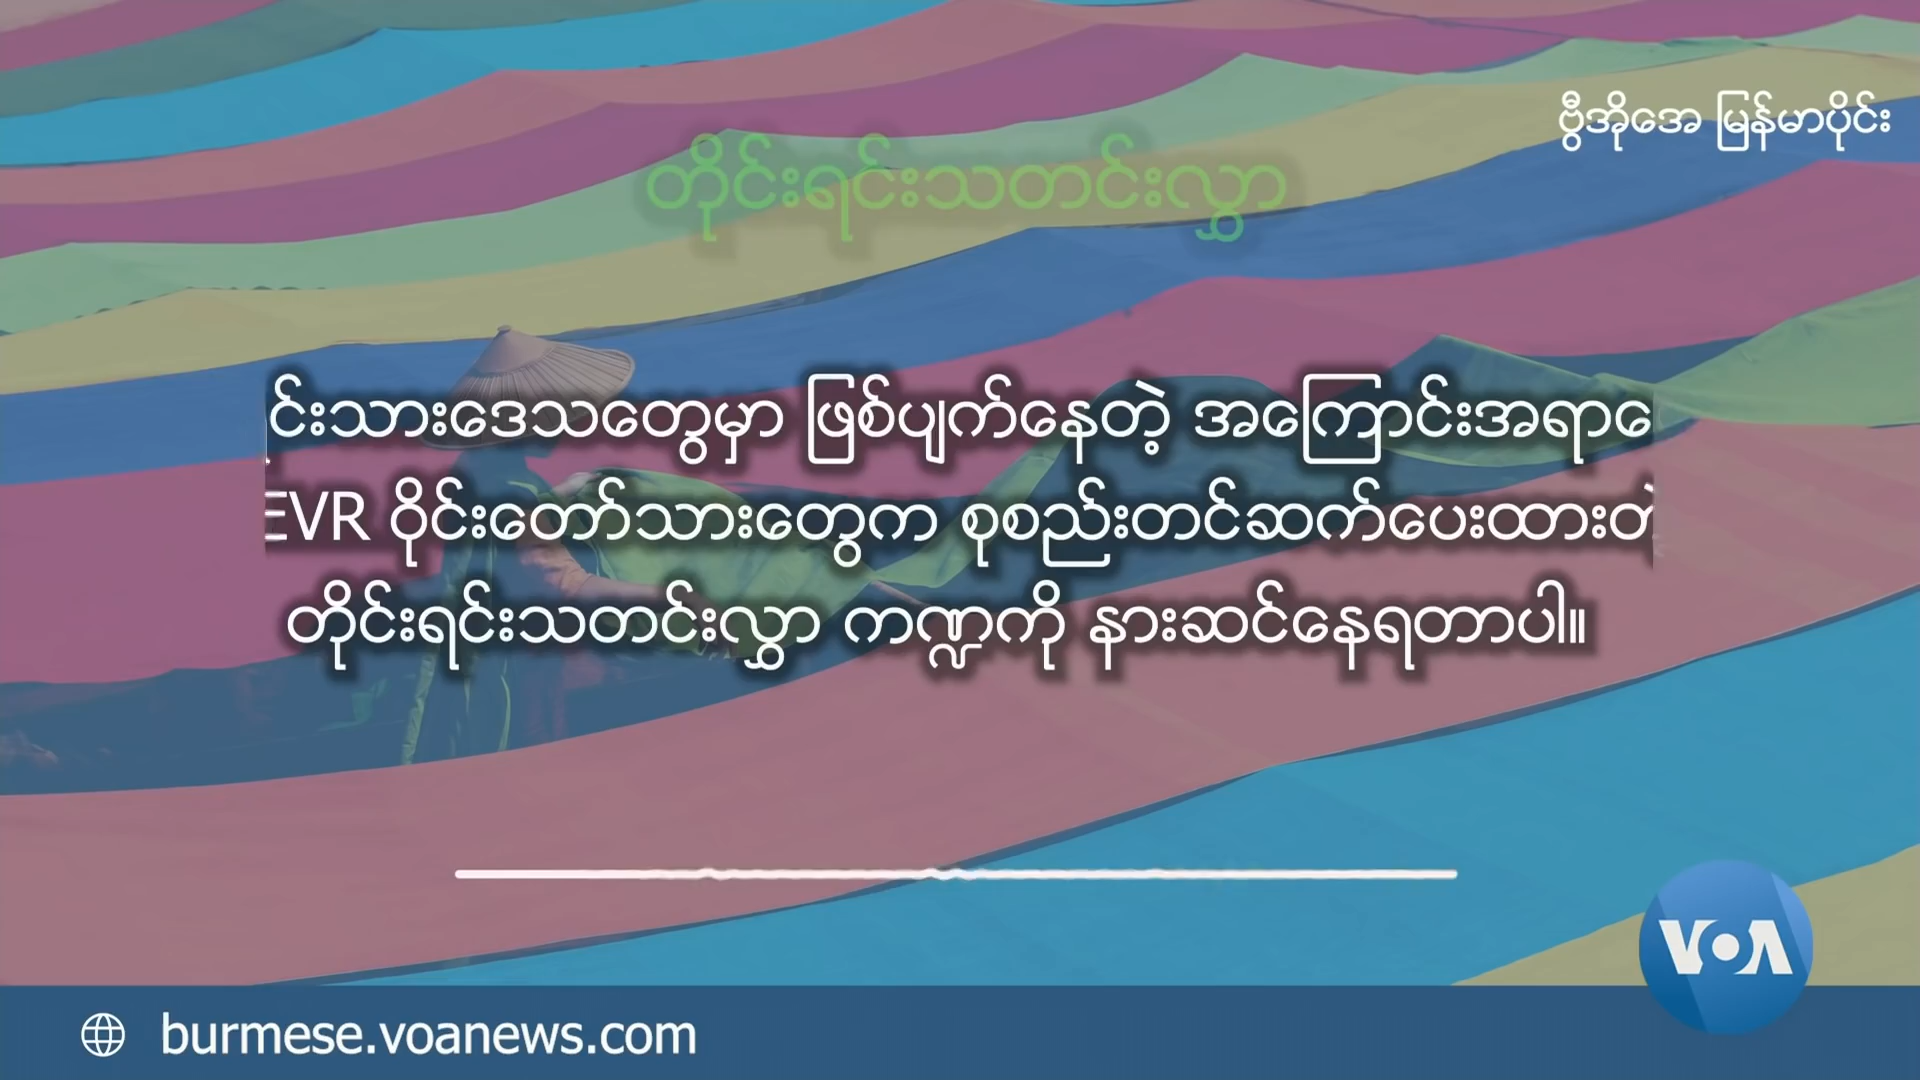 ဗွီအိုအေ မြန်မာပိုင်း
တိုင်းရင်းသတင်းလွှာ
င်းသားဒေသတွေမှာ ဖြစ်ပျက်နေတဲ့ အကြောင်းအရာ
EVR ဝိုင်းတော်သားတွေက စုစည်းတင်ဆက်ပေးထား
တိုင်းရင်းသတင်းလွှာ ကဏ္ဍကို နားဆင်နေရတာပါ။
VOA
burmese.voanews.com